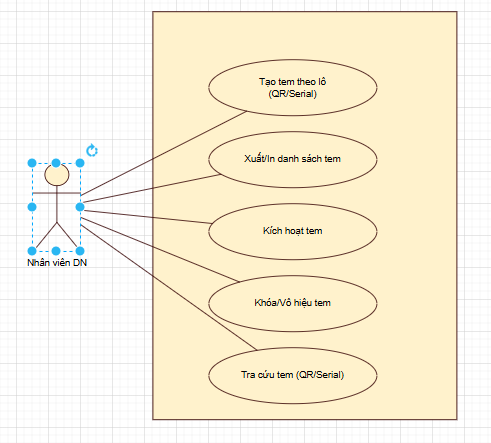 Tạo tem theo lô
(QR/Serial)
Xuất/In danh sách tem
Kích hoạt tem
Nhân viên DN
Khóa/Vô hiệu tem
Tra cứu tem (QR/Serial)